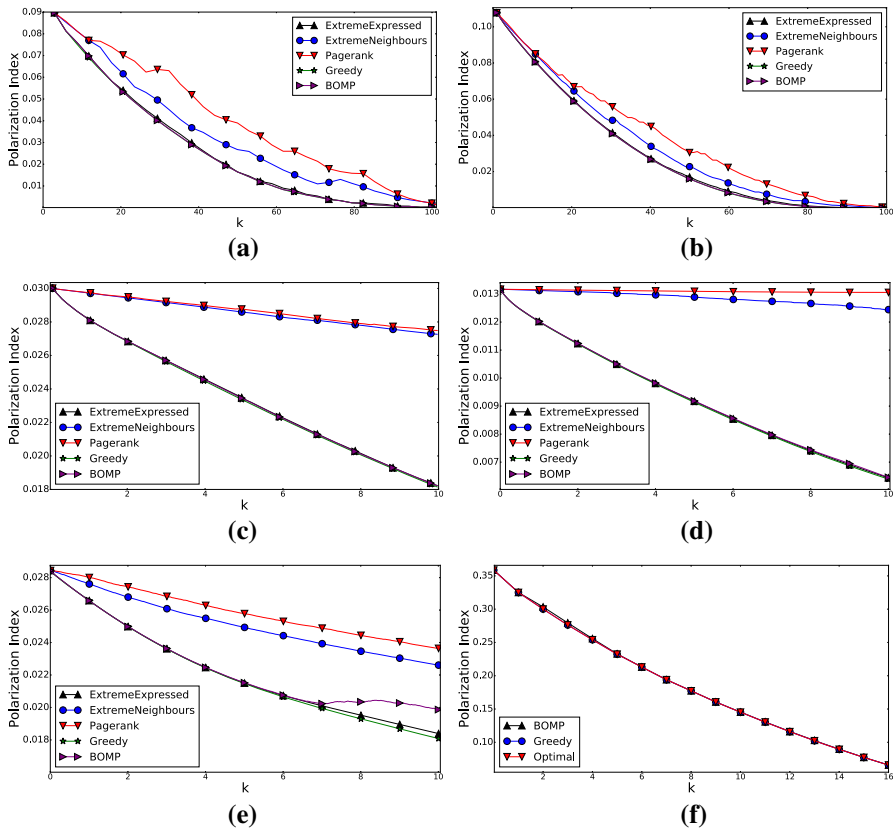 0.09
0.08
0.07
0.06
0.05
0.04
0.03
0.02
0.01
Polarization Index
ExtremeExpressed
ExtremeNeighbours
Pagerank
Greedy
BOMP
0 20 40 60 80 100
k
(a)
0.10
0.08
0.06
0.04
0.02
Polarization Index
ExtremeExpressed
ExtremeNeighbours
Pagerank
Greedy
BOMP
0 20 40 60 80 100
k
(b)
0.030
0.028
0.026
0.024
0.022
0.020
0.018
Polarization Index
ExtremeExpressed
ExtremeNeighbours
Pagerank
Greedy
BOMP
2 4 6 8 10
k
(c)
0.013
0.012
0.011
0.010
0.009
0.008
0.007
Polarization Index
ExtremeExpressed
ExtremeNeighbours
Pagerank
Greedy
BOMP
0 2 4 6 8 10
k
(d)
0.028
0.026
0.024
0.022
0.020
0.018
Polarization Index
ExtremeExpressed
ExtremeNeighbours
Pagerank
Greedy
BOMP
0 2 4 6 8 10
k
(e)
0.35
0.30
0.25
0.20
0.15
0.10
Polarization Index
BOMP
Greedy
Optimal
2 4 6 8 10 12 14 16
k
(f)